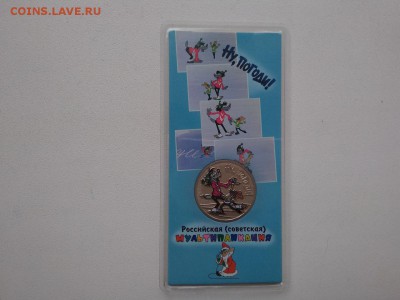 COINS.LAVE.RU
Ну, погоди!
Российская (советская)
МУЛЬТИПЛИКАЦИЯ